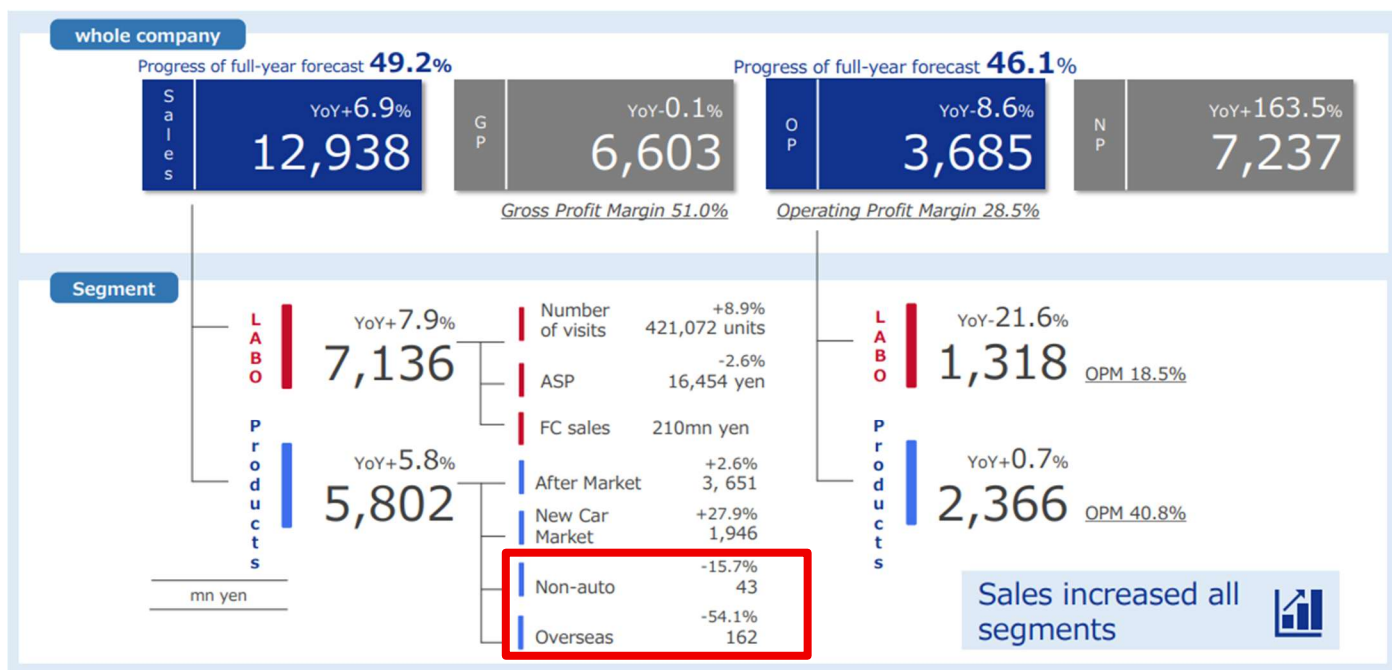 whole company
Progress of full-year forecast 49.2%
Progress of full-year forecast 46.1%
Sales
YoY+6.9%
12,938
GP
YoY-0.1%
6,603
OP
YoY-8.6%
3,685
NP
YoY+163.5%
7,237
Gross Profit Margin 51.0%
Operating Profit Margin 28.5%
Segment
LABO
YoY+7.9%
7,136
Number
of visits
+8.9%
421,072 units
ASP
-2.6%
16,454 yen
FC sales 210mn yen
Products
YoY+5.8%
5,802
After Market
+2.6%
3, 651
New Car
Market
+27.9%
1,946
Non-auto
-15.7%
43
Overseas
-54.1%
162
mn yen
LABO
YoY-21.6%
1,318
OPM 18.5%
Products
YoY+0.7%
2,366
OPM 40.8%
Sales increased all
segments